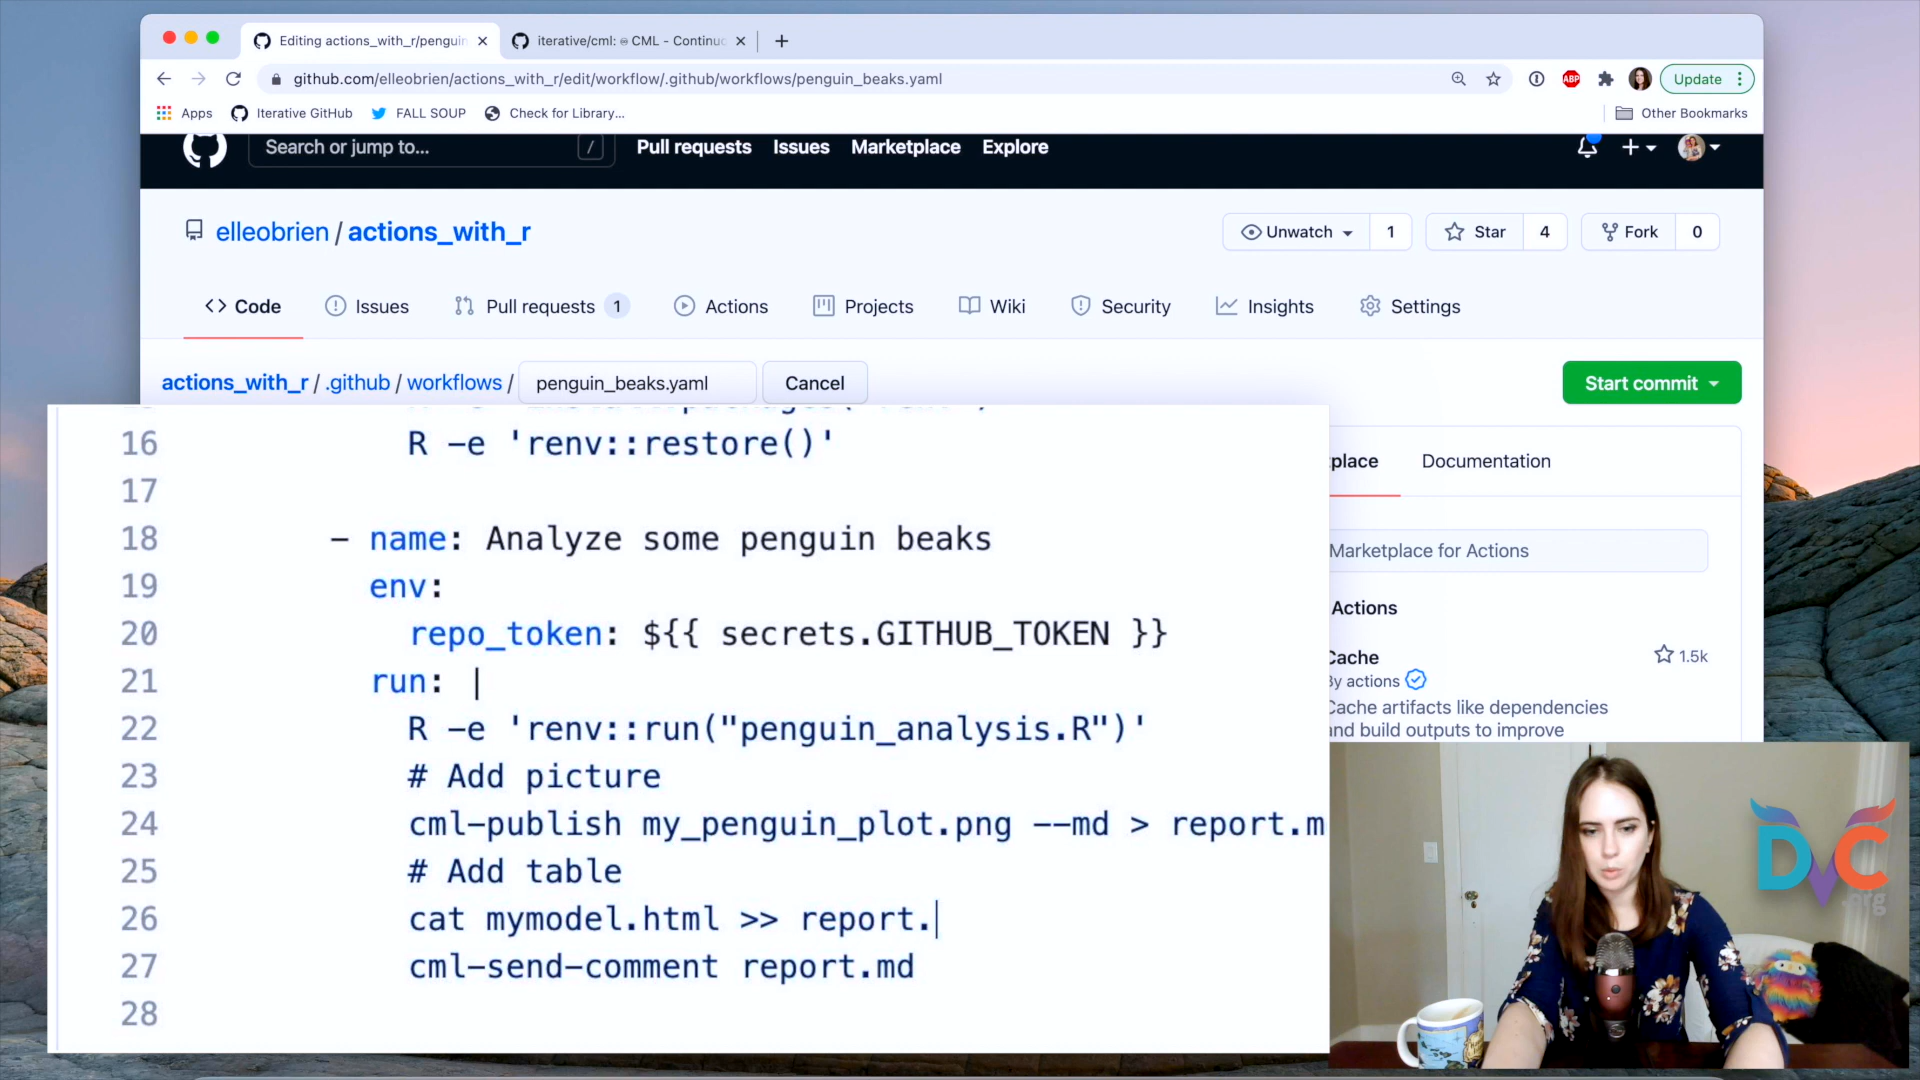 Editing actions_with_r/penguin
iterative/cml: ♾ CML - Continuo
github.com/elleobrien/actions_with_r/edit/workflow/.github/workflows/penguin_beaks.yaml
ABP
Update
Apps
Iterative GitHub
FALL SOUP
Check for Library...
Other Bookmarks
Search or jump to...
/
Pull requests
Issues
Marketplace
Explore
elleobrien / actions_with_r
Unwatch
1
Star
4
Fork
0
Code
Issues
Pull requests
1
Actions
Projects
Wiki
Security
Insights
Settings
actions_with_r / .github / workflows /
penguin_beaks.yaml
Cancel
Start commit
16 R -e 'renv::restore()'
17
18 - name: Analyze some penguin beaks
19 env:
20 repo_token: ${{ secrets.GITHUB_TOKEN }}
21 run: |
22 R -e 'renv::run("penguin_analysis.R")'
23 # Add picture
24 cml-publish my_penguin_plot.png --md > report.m
25 # Add table
26 cat mymodel.html >> report.
27 cml-send-comment report.md
28
place
Documentation
Marketplace for Actions
Actions
Cache
1.5k
By actions
Cache artifacts like dependencies
and build outputs to improve
DVC
.org